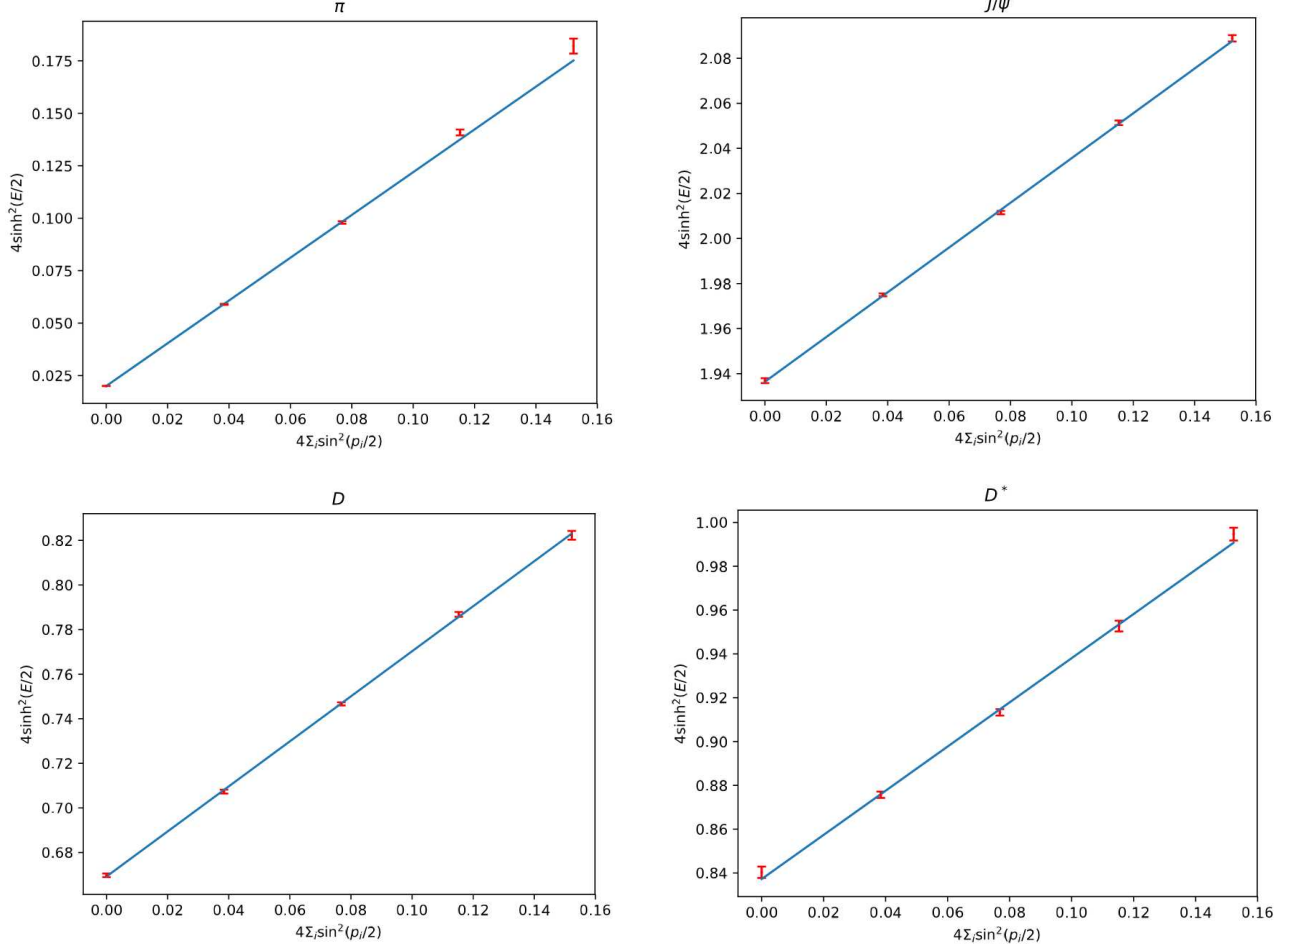 π
0.175
0.150
0.125
0.100
0.075
0.050
0.025
4sinh²(E/2)
0.00 0.02 0.04 0.06 0.08 0.10 0.12 0.14 0.16
4Σᵢsin²(pᵢ/2)
J/ψ
2.08
2.06
2.04
2.02
2.00
1.98
1.96
1.94
4sinh²(E/2)
0.00 0.02 0.04 0.06 0.08 0.10 0.12 0.14 0.16
4Σᵢsin²(pᵢ/2)
D
0.82
0.80
0.78
0.76
0.74
0.72
0.70
0.68
4sinh²(E/2)
0.00 0.02 0.04 0.06 0.08 0.10 0.12 0.14 0.16
4Σᵢsin²(pᵢ/2)
D*
1.00
0.98
0.96
0.94
0.92
0.90
0.88
0.86
0.84
4sinh²(E/2)
0.00 0.02 0.04 0.06 0.08 0.10 0.12 0.14 0.16
4Σᵢsin²(pᵢ/2)